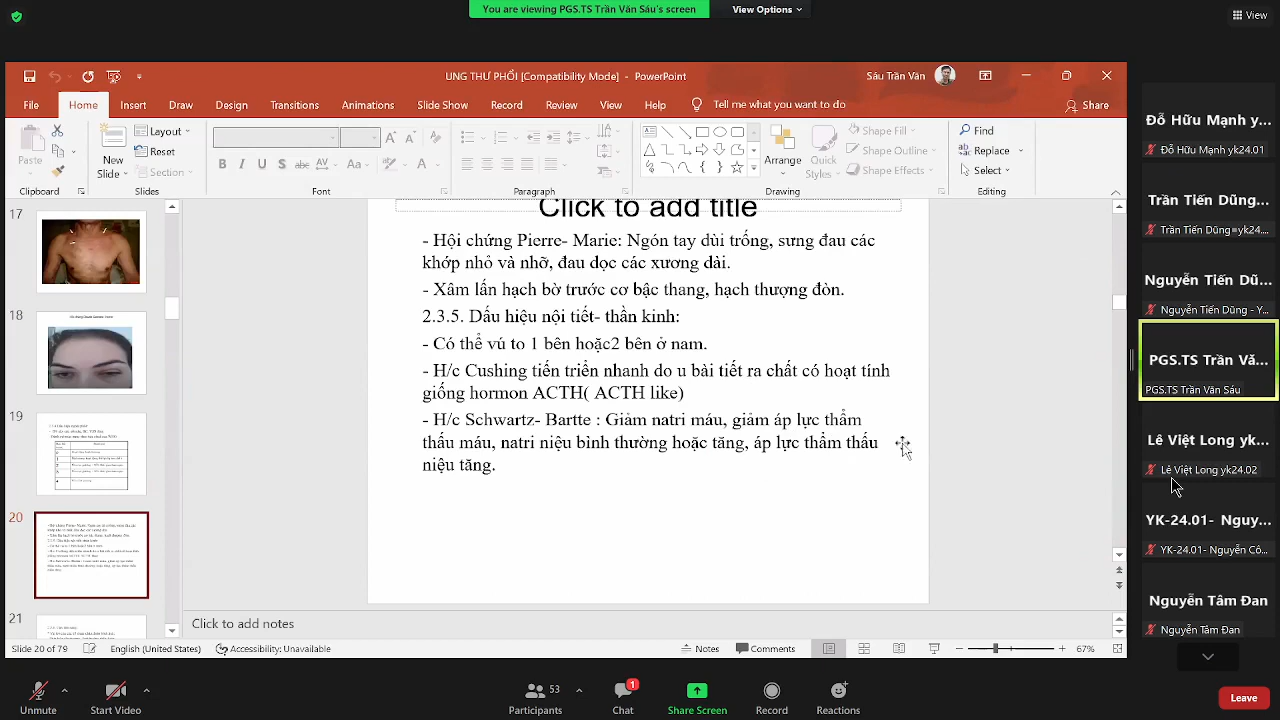 You are viewing PGS.TS Trần Văn Sáu's screen
View Options
View
UNG THƯ PHỔI [Compatibility Mode] - PowerPoint
Sáu Trần Văn
File Home Insert Draw Design Transitions Animations Slide Show Record Review View Help Tell me what you want to do Share
Paste
Clipboard
New Slide
Layout
Reset
Section
Slides
B I U S abc AV Aa A
Font
Paragraph
Arrange
Quick Styles
Shape Fill
Shape Outline
Shape Effects
Drawing
Find
Replace
Select
Editing
17
18
19
20
21
Click to add title
- Hội chứng Pierre- Marie: Ngón tay dùi trống, sưng đau các
khớp nhỏ và nhỡ, đau dọc các xương dài.
- Xâm lấn hạch bờ trước cơ bậc thang, hạch thượng đòn.
2.3.5. Dấu hiệu nội tiết- thần kinh:
- Có thể vú to 1 bên hoặc2 bên ở nam.
- H/c Cushing tiến triển nhanh do u bài tiết ra chất có hoạt tính
giống hormon ACTH( ACTH like)
- H/c Schwartz- Bartte : Giảm natri máu, giảm áp lực thẩm
thấu máu, natri niệu bình thường hoặc tăng, áp lực thẩm thấu
niệu tăng.
Click to add notes
Slide 20 of 79
English (United States)
Accessibility: Unavailable
Notes
Comments
67%
Đỗ Hữu Mạnh y...
Đỗ Hữu Mạnh yk24.01
Trần Tiến Dũng...
Trần Tiến Dũng=yk24...
Nguyễn Tiến Dũ...
Nguyễn Tiến Dũng - Y...
PGS.TS Trần Vă...
PGS.TS Trần Văn Sáu
Lê Việt Long yk...
Lê Việt Long yk24.02
YK-24.01- Nguy...
YK-24.01- Nguyễn Cô...
Nguyễn Tâm Đan
Nguyễn Tâm Đan
Unmute
Start Video
53
Participants
1
Chat
Share Screen
Record
Reactions
Leave